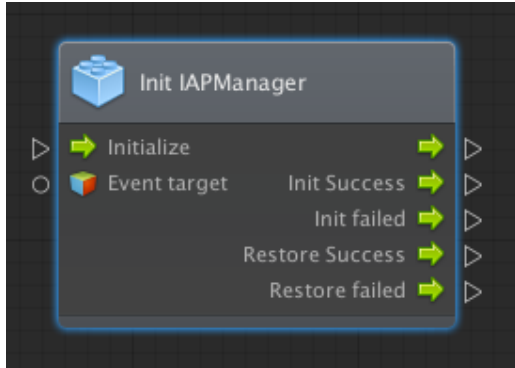 Init IAPManager
Initialize
Event target Init Success
Init failed
Restore Success
Restore failed